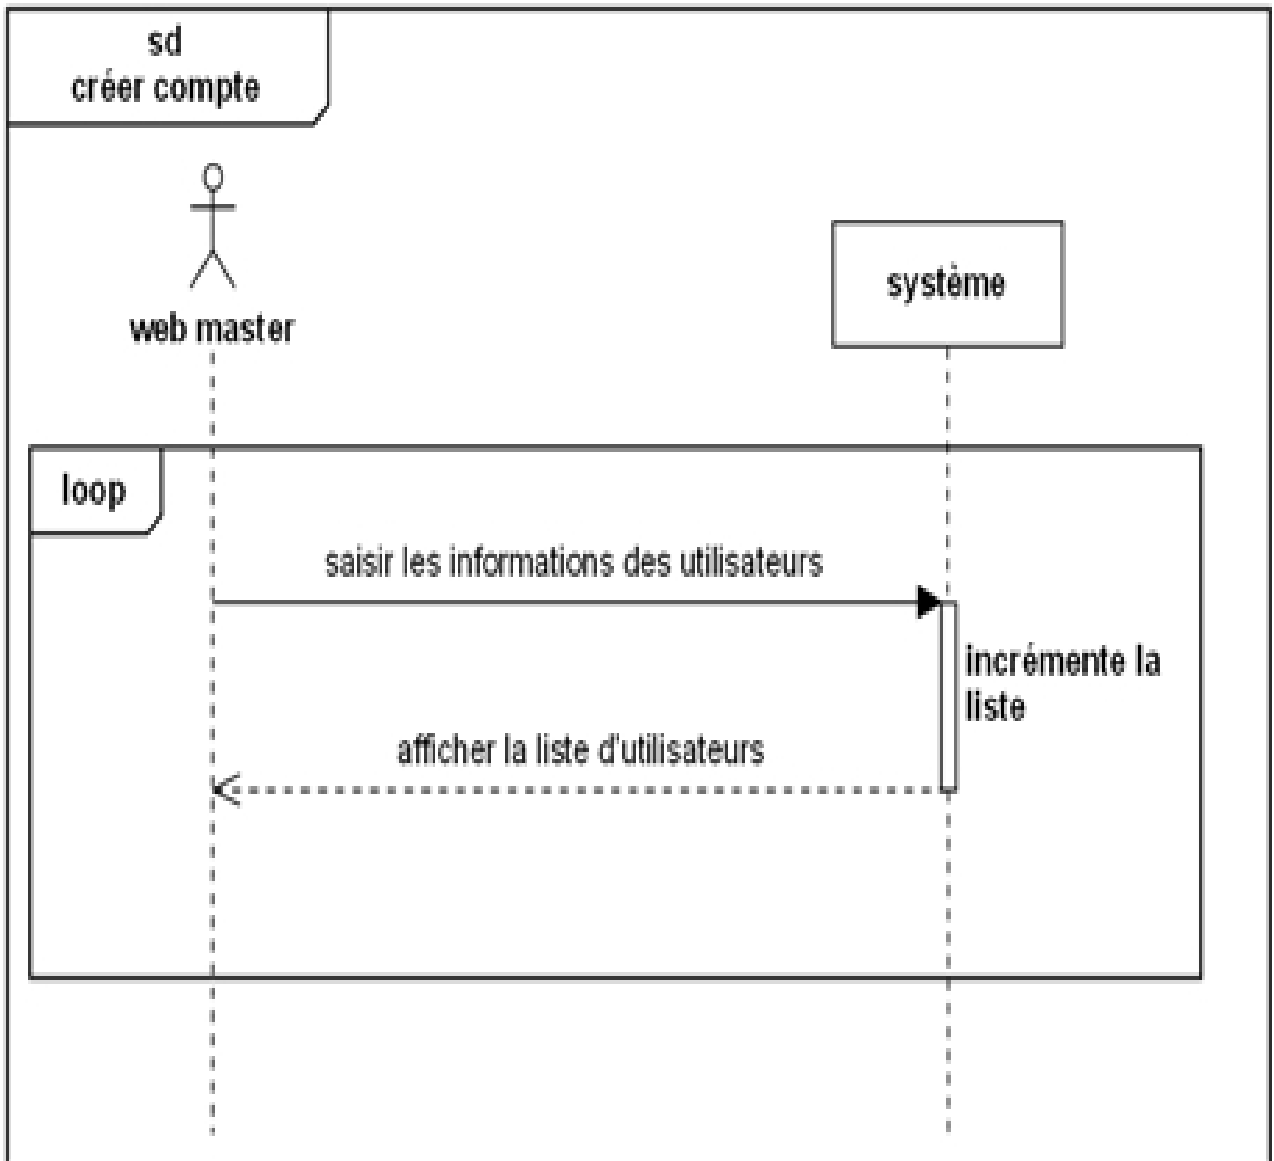 sd
créer compte
web master
système
loop
saisir les informations des utilisateurs
incrémente la
liste
afficher la liste d'utilisateurs